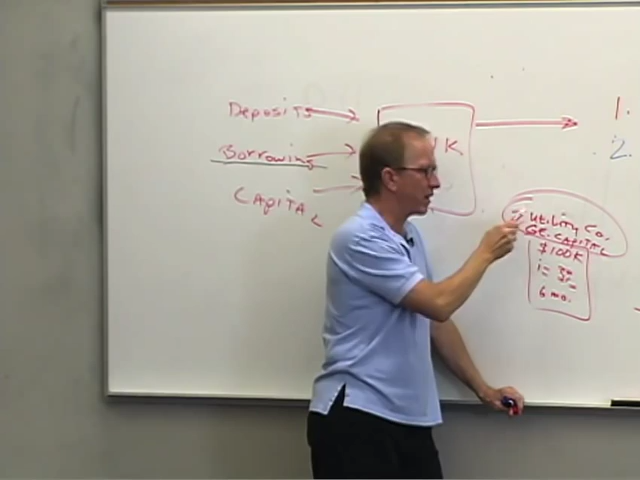 Deposits
Borrowing
CAPITAL
1.
2.
Utility Co.
GE. CAPITAL
$100K
6 mo.